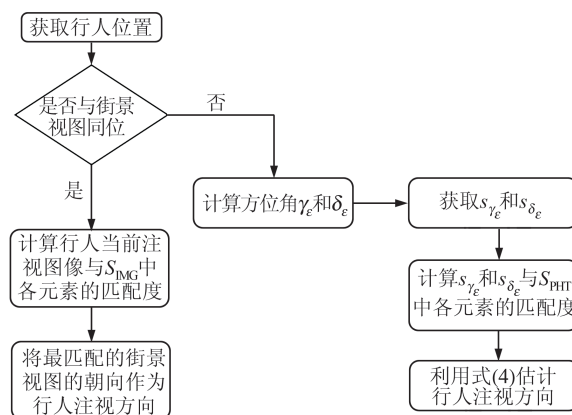 获取行人位置
是否与街景
视图同位
否
是
计算方位角γε和δε
获取sγε和sδε
计算行人当前注
视图像与SIMG中
各元素的匹配度
计算sγε和sδε与SPHT
中各元素的匹配度
将最匹配的街景
视图的朝向作为
行人注视方向
利用式(4)估计
行人注视方向